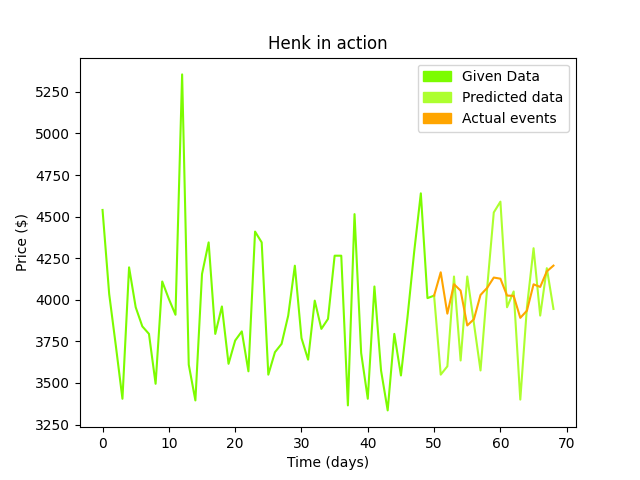 Henk in action
Given Data
Predicted data
Actual events
Price ($)
5250
5000
4750
4500
4250
4000
3750
3500
3250
0 10 20 30 40 50 60 70
Time (days)